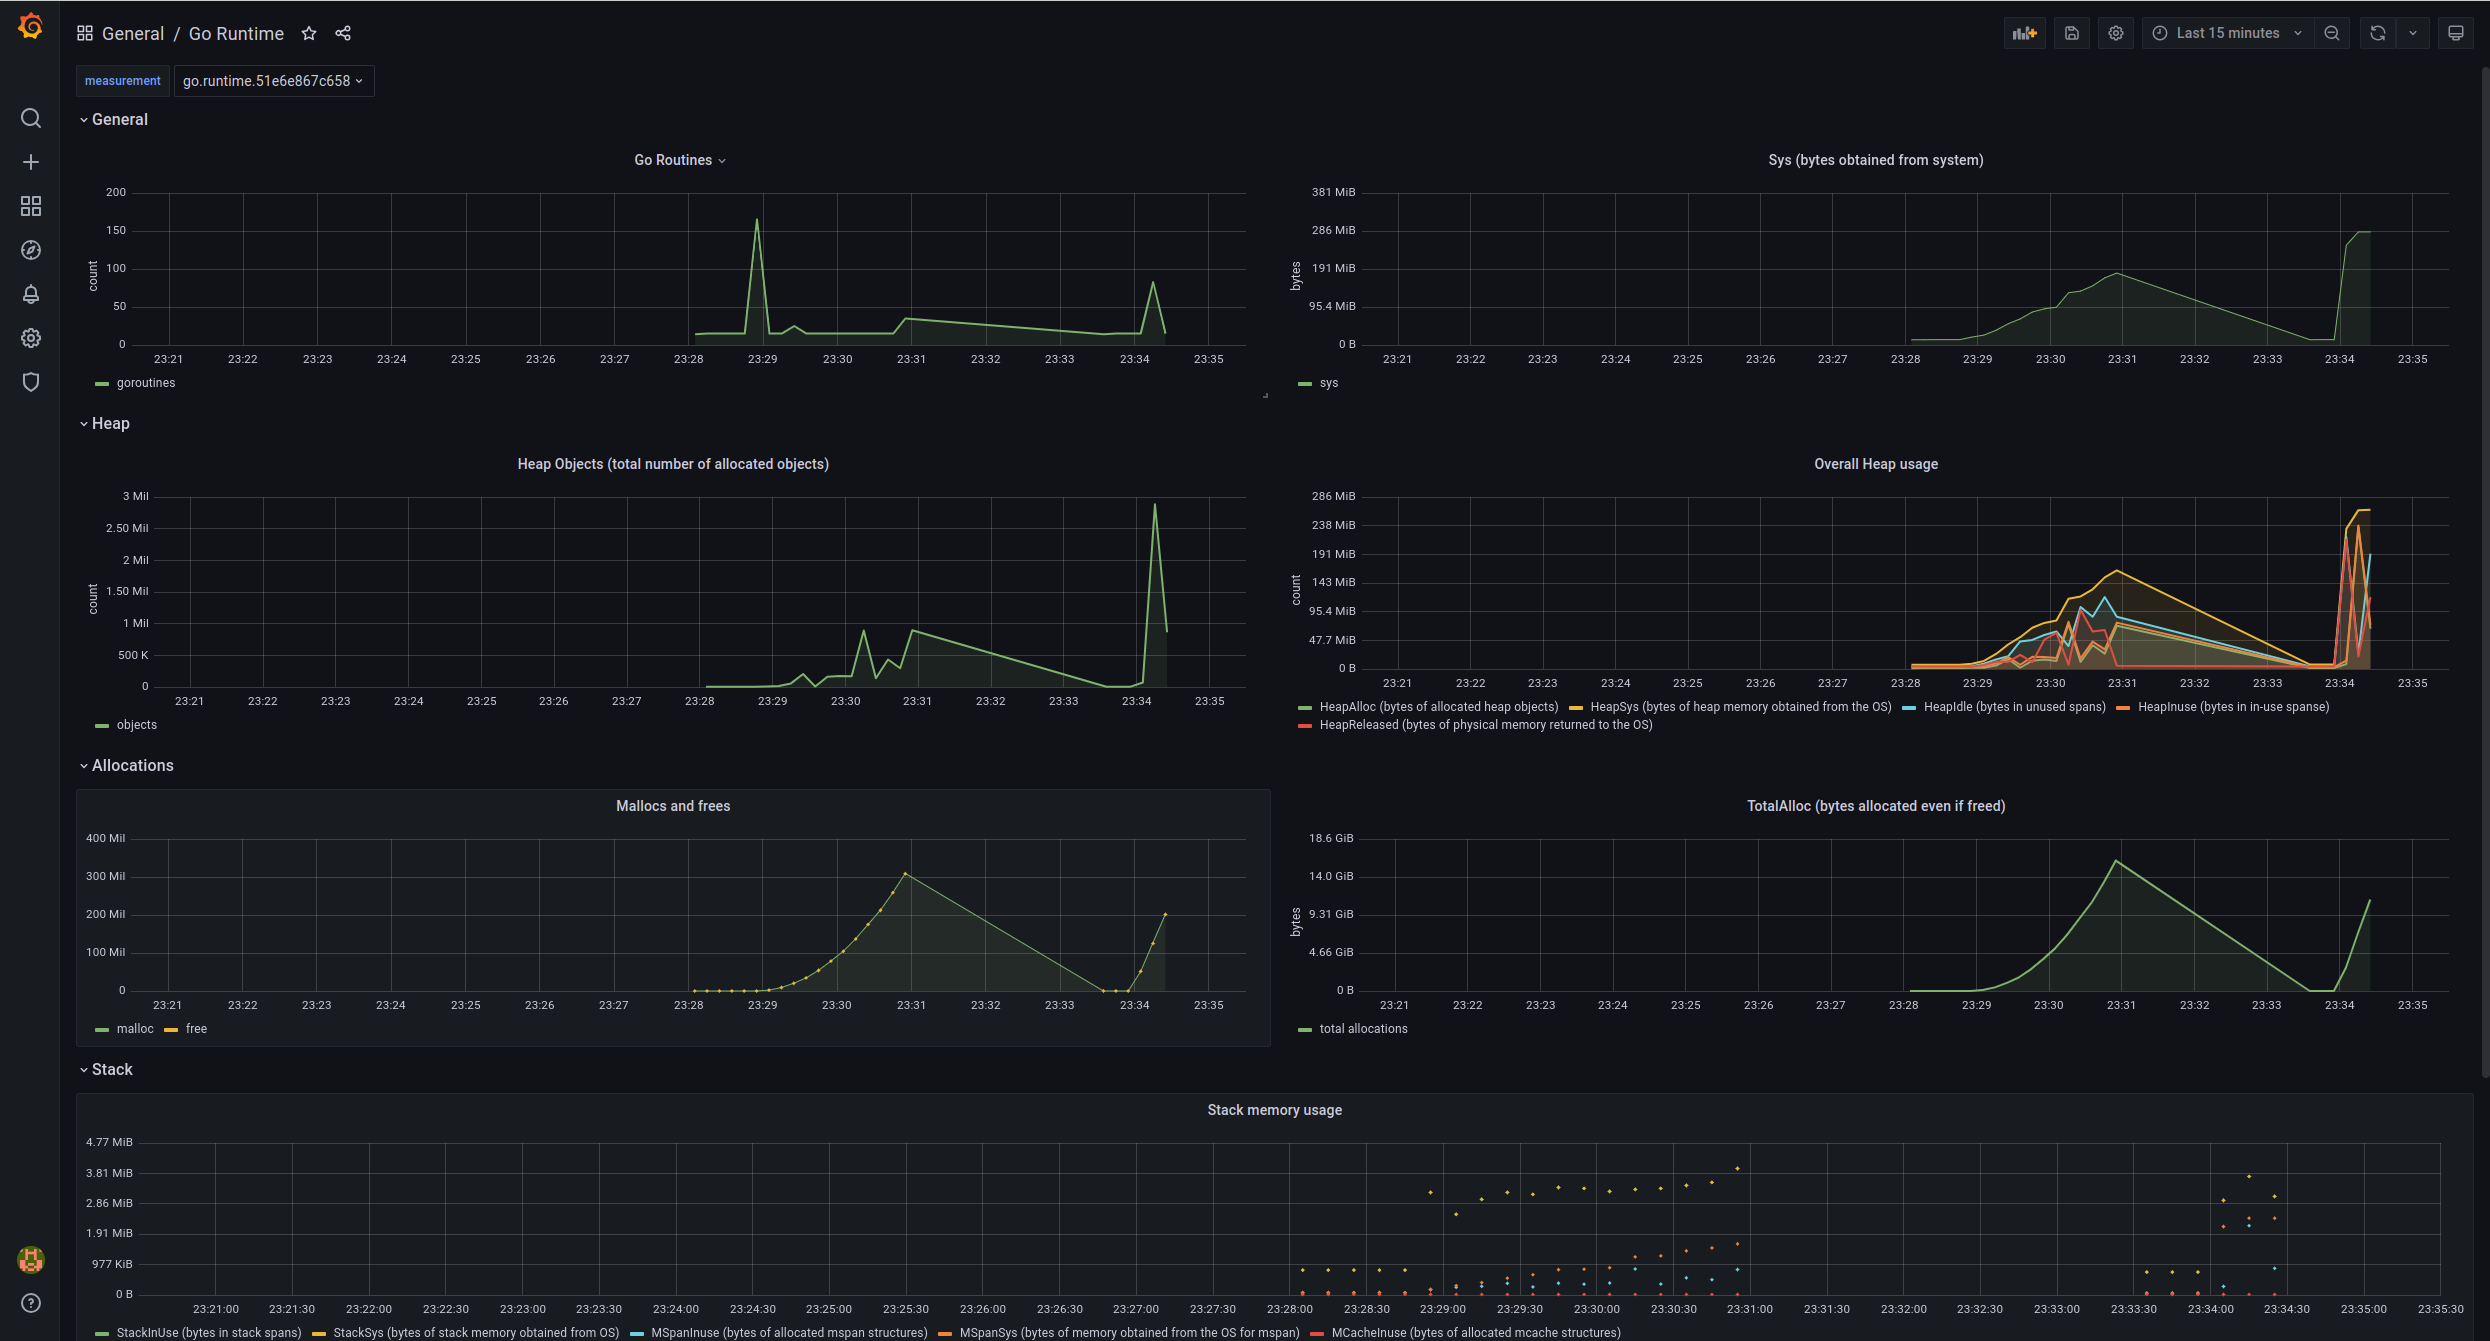 General / Go Runtime
Last 15 minutes
measurement go.runtime.51e6e867c658
General
Go Routines
200
150
100
50
0
count
23:21 23:22 23:23 23:24 23:25 23:26 23:27 23:28 23:29 23:30 23:31 23:32 23:33 23:34 23:35
goroutines
Sys (bytes obtained from system)
381 MiB
286 MiB
191 MiB
95.4 MiB
0 B
bytes
23:21 23:22 23:23 23:24 23:25 23:26 23:27 23:28 23:29 23:30 23:31 23:32 23:33 23:34 23:35
sys
Heap
Heap Objects (total number of allocated objects)
3 Mil
2.50 Mil
2 Mil
1.50 Mil
1 Mil
500 K
0
count
23:21 23:22 23:23 23:24 23:25 23:26 23:27 23:28 23:29 23:30 23:31 23:32 23:33 23:34 23:35
objects
Overall Heap usage
286 MiB
238 MiB
191 MiB
143 MiB
95.4 MiB
47.7 MiB
0 B
count
23:21 23:22 23:23 23:24 23:25 23:26 23:27 23:28 23:29 23:30 23:31 23:32 23:33 23:34 23:35
HeapAlloc (bytes of allocated heap objects) HeapSys (bytes of heap memory obtained from the OS) HeapIdle (bytes in unused spans) HeapInuse (bytes in in-use spanse)
HeapReleased (bytes of physical memory returned to the OS)
Allocations
Mallocs and frees
400 Mil
300 Mil
200 Mil
100 Mil
0
23:21 23:22 23:23 23:24 23:25 23:26 23:27 23:28 23:29 23:30 23:31 23:32 23:33 23:34 23:35
malloc free
TotalAlloc (bytes allocated even if freed)
18.6 GiB
14.0 GiB
9.31 GiB
4.66 GiB
0 B
bytes
23:21 23:22 23:23 23:24 23:25 23:26 23:27 23:28 23:29 23:30 23:31 23:32 23:33 23:34 23:35
total allocations
Stack
Stack memory usage
4.77 MiB
3.81 MiB
2.86 MiB
1.91 MiB
977 KiB
0 B
23:21:00 23:21:30 23:22:00 23:22:30 23:23:00 23:23:30 23:24:00 23:24:30 23:25:00 23:25:30 23:26:00 23:26:30 23:27:00 23:27:30 23:28:00 23:28:30 23:29:00 23:29:30 23:30:00 23:30:30 23:31:00 23:31:30 23:32:00 23:32:30 23:33:00 23:33:30 23:34:00 23:34:30 23:35:00 23:35:30
StackInUse (bytes in stack spans) StackSys (bytes of stack memory obtained from OS) MSpanInuse (bytes of allocated mspan structures) MSpanSys (bytes of memory obtained from the OS for mspan) MCacheInuse (bytes of allocated mcache structures)